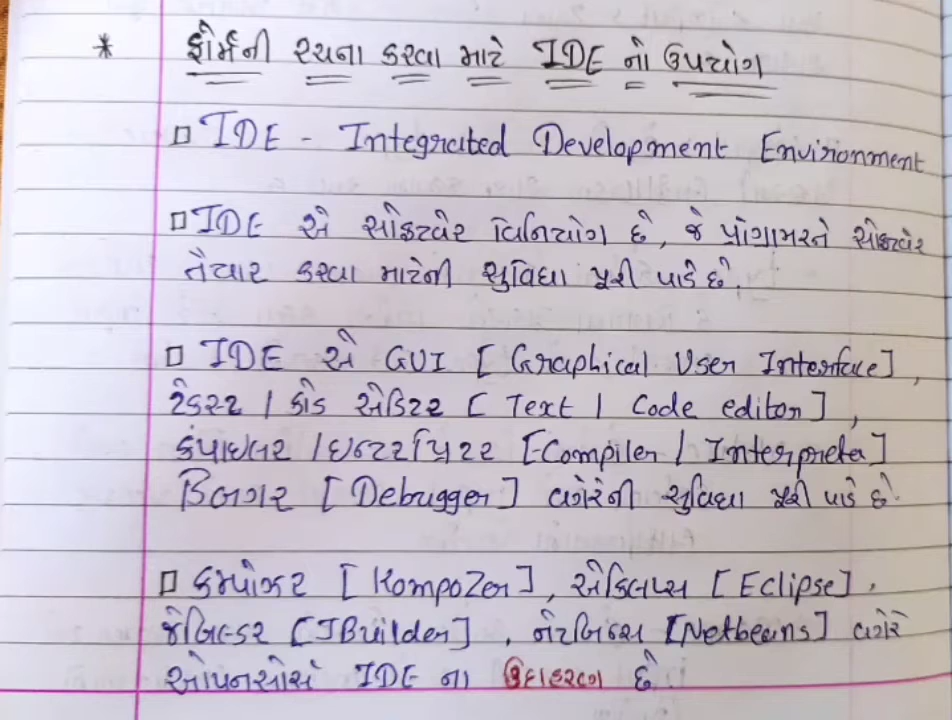 * ફોર્મની રચના કરવા માટે IDE નો ઉપયોગ
□ IDE - Integrated Development Environment
□ IDE એ સોફ્ટવેર વિનિયોગ છે, જે પ્રોગ્રામરને સોફ્ટવેર
તૈયાર કરવા માટેની સુવિધા પૂરી પાડે છે.
□ IDE એ GUI [Graphical User Interface],
ટેક્સ્ટ / કોડ એડિટર [Text / Code editor],
કંપાઇલર / ઇન્ટરપ્રિટર [Compiler / Interpreter]
ડિબગર [Debugger] વગેરેની સુવિધા પૂરી પાડે છે
□ કમ્પોઝર [KompoZer], એક્લિપ્સ [Eclipse],
જેબિલ્ડર [JBuilder], નેટબિન્સ [Netbeans] વગેરે
ઓપનસોર્સ IDE ના ઉદાહરણ છે